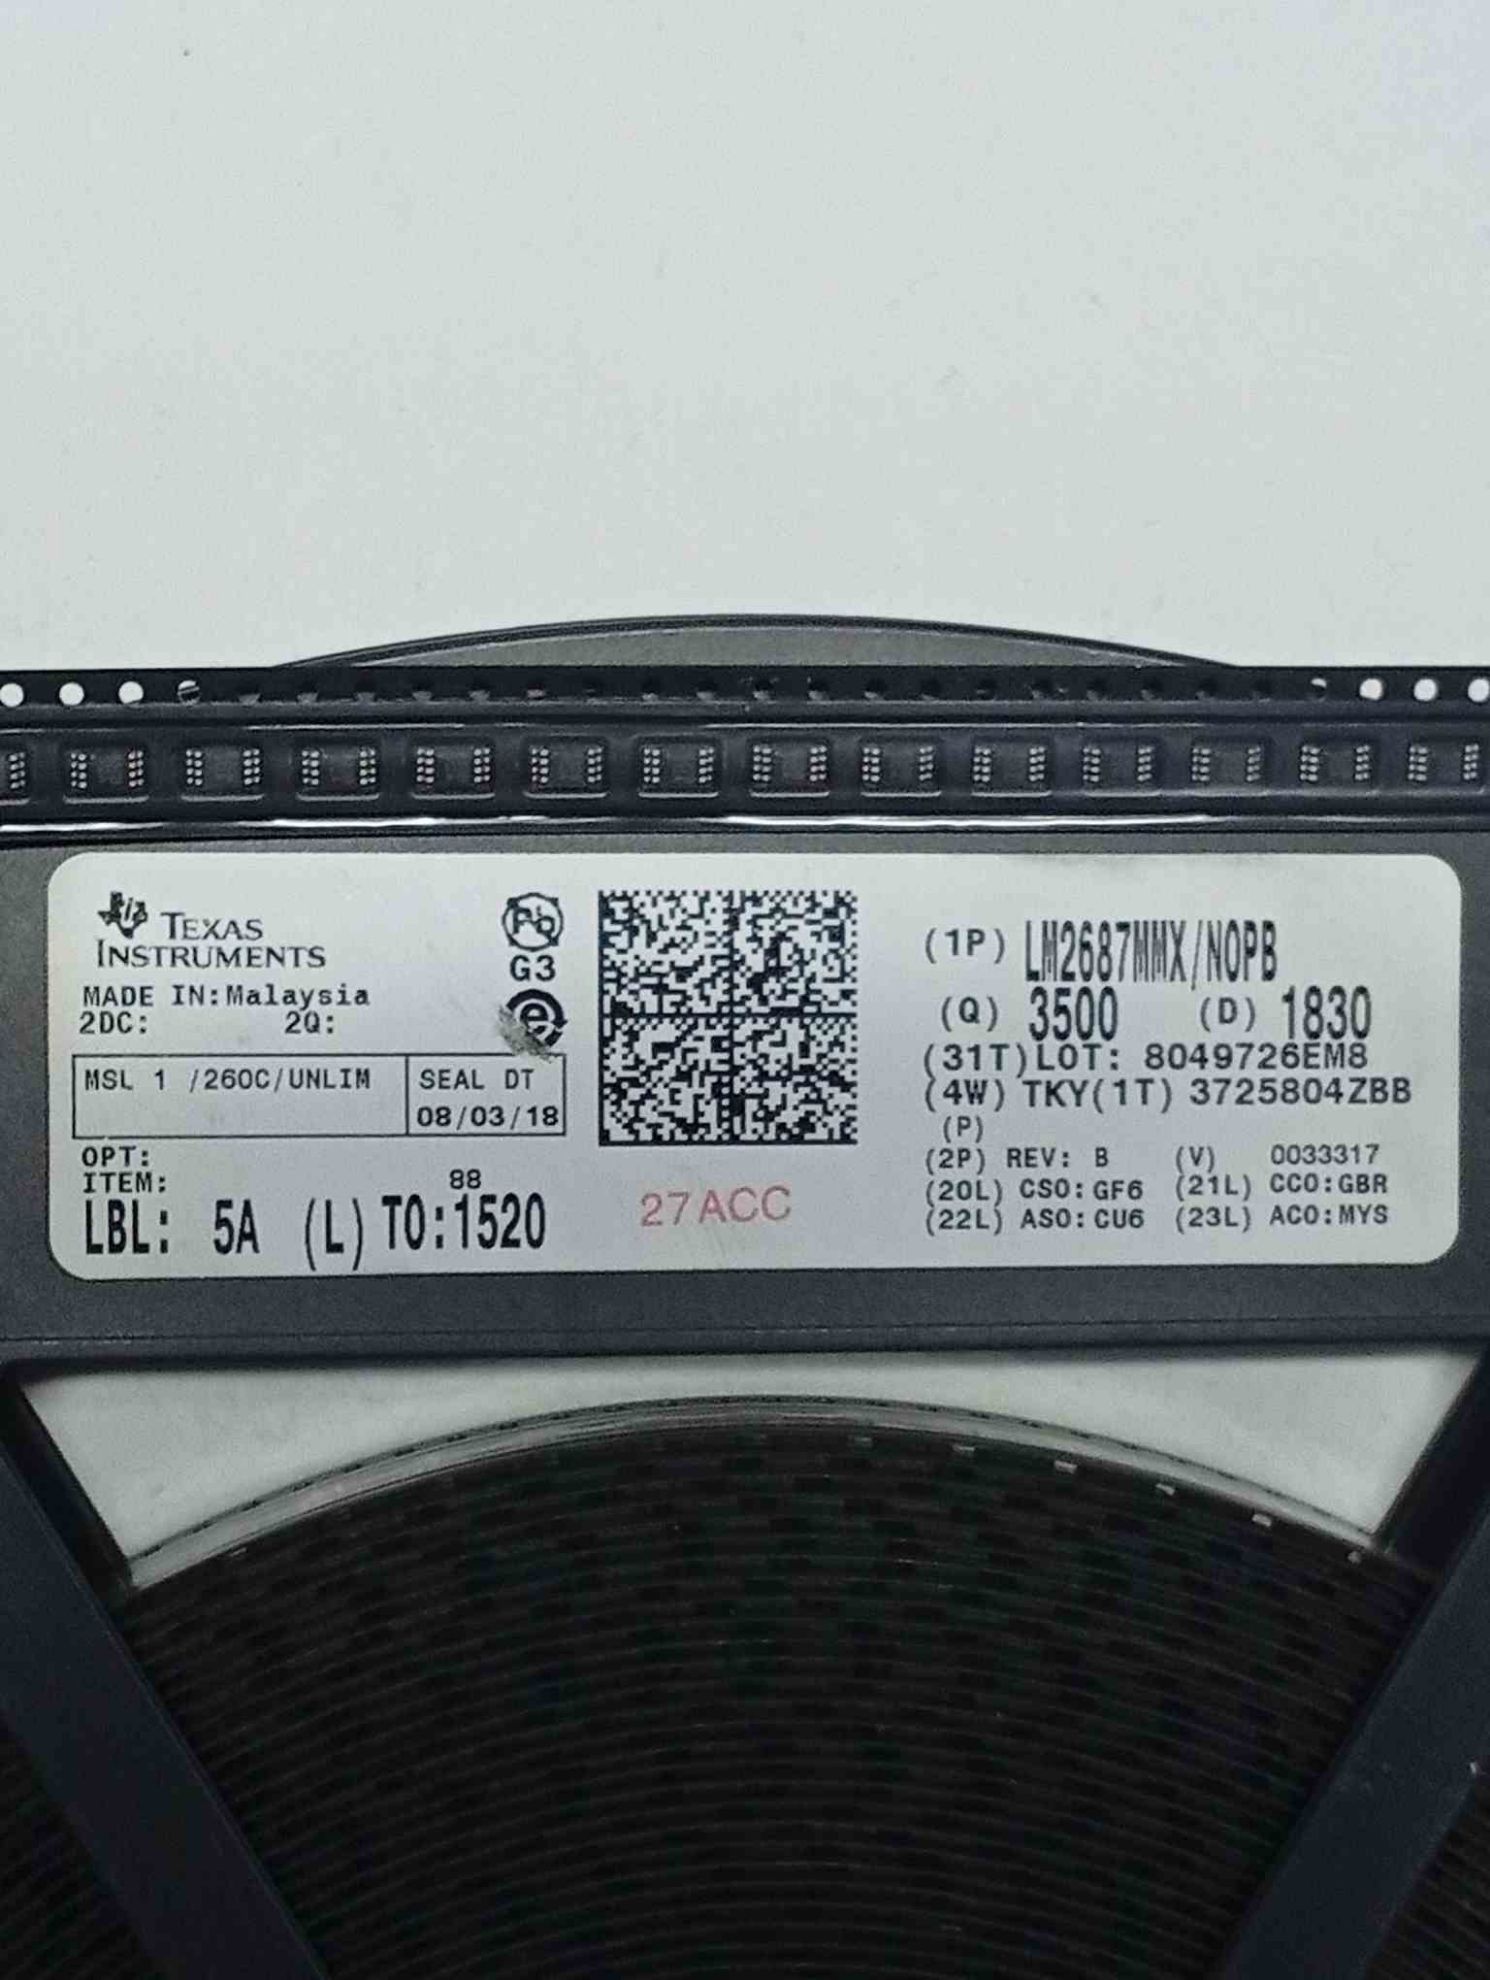 TEXAS
INSTRUMENTS
MADE IN:Malaysia
2DC: 2Q:
MSL 1 /260C/UNLIM
SEAL DT
08/03/18
OPT:
ITEM:
88
LBL: 5A (L)TO:1520
Pb
G3
e
27ACC
(1P) LM2687MMX/NOPB
(Q) 3500 (D) 1830
(31T)LOT: 8049726EM8
(4W) TKY(1T) 3725804ZBB
(P)
(2P) REV: B (V) 0033317
(20L) CSO:GF6 (21L) CCO:GBR
(22L) ASO:CU6 (23L) ACO:MYS